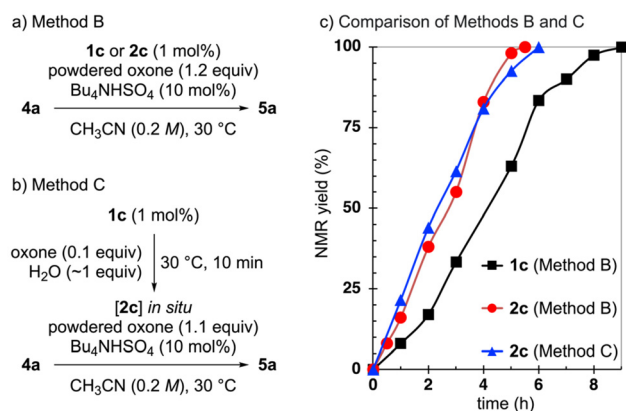 a) Method B
1c or 2c (1 mol%)
powdered oxone (1.2 equiv)
Bu4NHSO4 (10 mol%)
4a 5a
CH3CN (0.2 M), 30 °C
b) Method C
1c (1 mol%)
oxone (0.1 equiv)
H2O (~1 equiv)
30 °C, 10 min
[2c] in situ
powdered oxone (1.1 equiv)
Bu4NHSO4 (10 mol%)
4a 5a
CH3CN (0.2 M), 30 °C
c) Comparison of Methods B and C
100
75
50
25
0
NMR yield (%)
1c (Method B)
2c (Method B)
2c (Method C)
0 2 4 6 8
time (h)